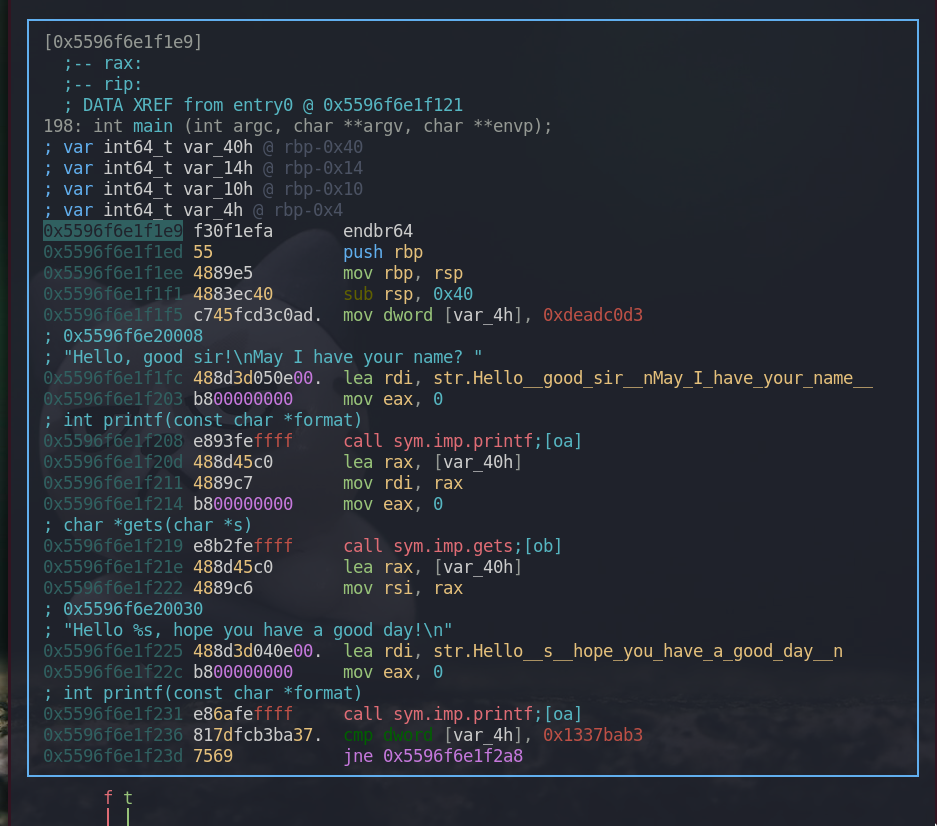 [0x5596f6e1f1e9]
;-- rax:
;-- rip:
; DATA XREF from entry0 @ 0x5596f6e1f121
198: int main (int argc, char **argv, char **envp);
; var int64_t var_40h @ rbp-0x40
; var int64_t var_14h @ rbp-0x14
; var int64_t var_10h @ rbp-0x10
; var int64_t var_4h @ rbp-0x4
0x5596f6e1f1e9 f30f1efa endbr64
0x5596f6e1f1ed 55 push rbp
0x5596f6e1f1ee 4889e5 mov rbp, rsp
0x5596f6e1f1f1 4883ec40 sub rsp, 0x40
0x5596f6e1f1f5 c745fcd3c0ad. mov dword [var_4h], 0xdeadc0d3
; 0x5596f6e20008
; "Hello, good sir!\nMay I have your name? "
0x5596f6e1f1fc 488d3d050e00. lea rdi, str.Hello__good_sir__nMay_I_have_your_name__
0x5596f6e1f203 b800000000 mov eax, 0
; int printf(const char *format)
0x5596f6e1f208 e893feffff call sym.imp.printf;[oa]
0x5596f6e1f20d 488d45c0 lea rax, [var_40h]
0x5596f6e1f211 4889c7 mov rdi, rax
0x5596f6e1f214 b800000000 mov eax, 0
; char *gets(char *s)
0x5596f6e1f219 e8b2feffff call sym.imp.gets;[ob]
0x5596f6e1f21e 488d45c0 lea rax, [var_40h]
0x5596f6e1f222 4889c6 mov rsi, rax
; 0x5596f6e20030
; "Hello %s, hope you have a good day!\n"
0x5596f6e1f225 488d3d040e00. lea rdi, str.Hello__s__hope_you_have_a_good_day__n
0x5596f6e1f22c b800000000 mov eax, 0
; int printf(const char *format)
0x5596f6e1f231 e86afeffff call sym.imp.printf;[oa]
0x5596f6e1f236 817dfcb3ba37. cmp dword [var_4h], 0x1337bab3
0x5596f6e1f23d 7569 jne 0x5596f6e1f2a8
f t